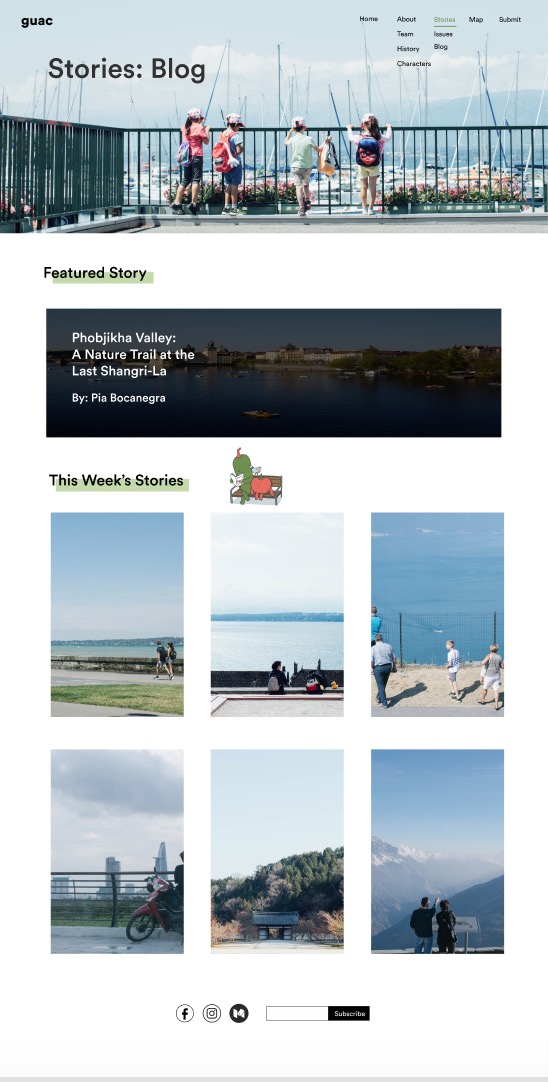 guac
Home
About
Stories
Map
Submit
Team
Issues
History
Blog
Characters
Stories: Blog
Featured Story
Phobjikha Valley:
A Nature Trail at the
Last Shangri-La
By: Pia Bocanegra
This Week’s Stories
Subscribe